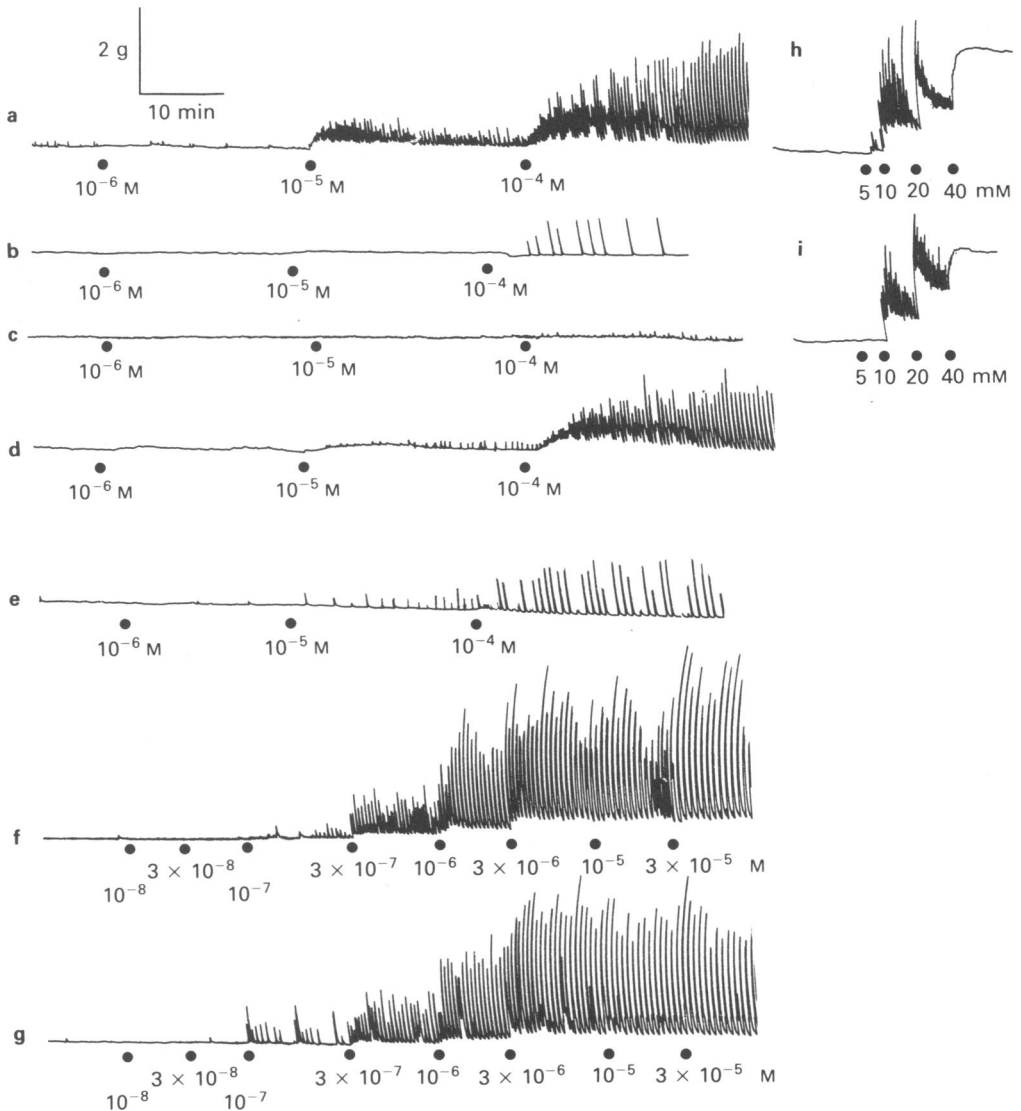 2 g
10 min
h
a
10⁻⁶ M 10⁻⁵ M 10⁻⁴ M
5 10 20 40 mM
b
10⁻⁶ M 10⁻⁵ M 10⁻⁴ M
i
c
10⁻⁶ M 10⁻⁵ M 10⁻⁴ M
5 10 20 40 mM
d
10⁻⁶ M 10⁻⁵ M 10⁻⁴ M
e
10⁻⁶ M 10⁻⁵ M 10⁻⁴ M
f
3 × 10⁻⁸ 3 × 10⁻⁷ 10⁻⁶ 3 × 10⁻⁶ 10⁻⁵ 3 × 10⁻⁵ M
10⁻⁸ 10⁻⁷
g
3 × 10⁻⁸ 3 × 10⁻⁷ 10⁻⁶ 3 × 10⁻⁶ 10⁻⁵ 3 × 10⁻⁵ M
10⁻⁸ 10⁻⁷